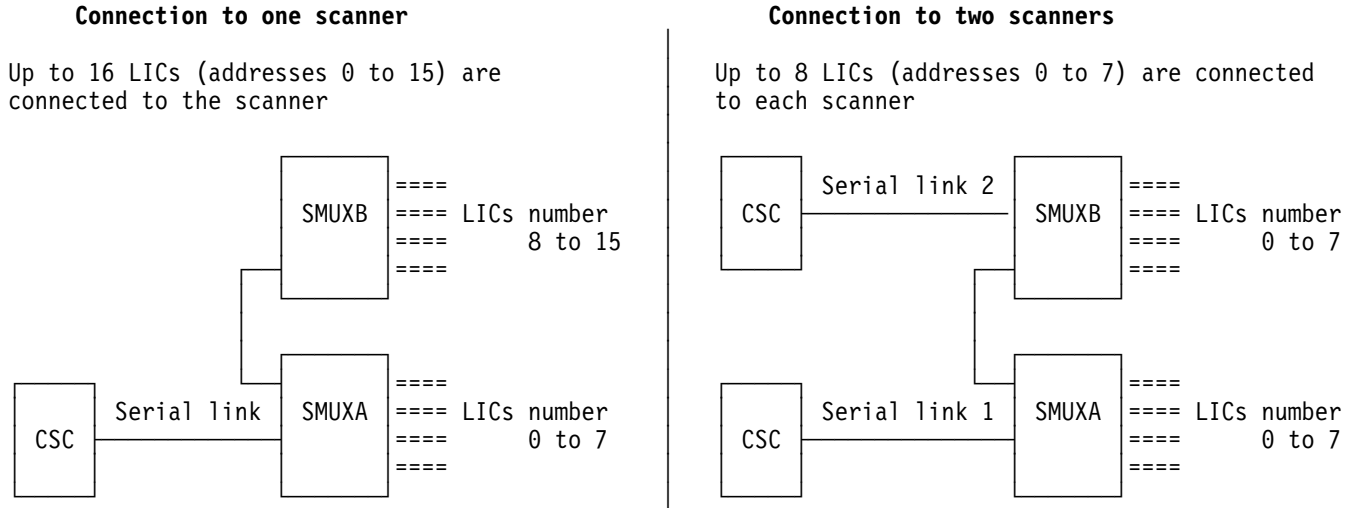 Connection to one scanner
Up to 16 LICs (addresses 0 to 15) are
connected to the scanner
SMUXB
==== 
==== LICs number
==== 8 to 15
====
SMUXA
====
Serial link
==== LICs number
CSC
==== 0 to 7
====
Connection to two scanners
Up to 8 LICs (addresses 0 to 7) are connected
to each scanner
Serial link 2
====
CSC
SMUXB
==== LICs number
==== 0 to 7
====
====
Serial link 1
SMUXA
==== LICs number
CSC
==== 0 to 7
====